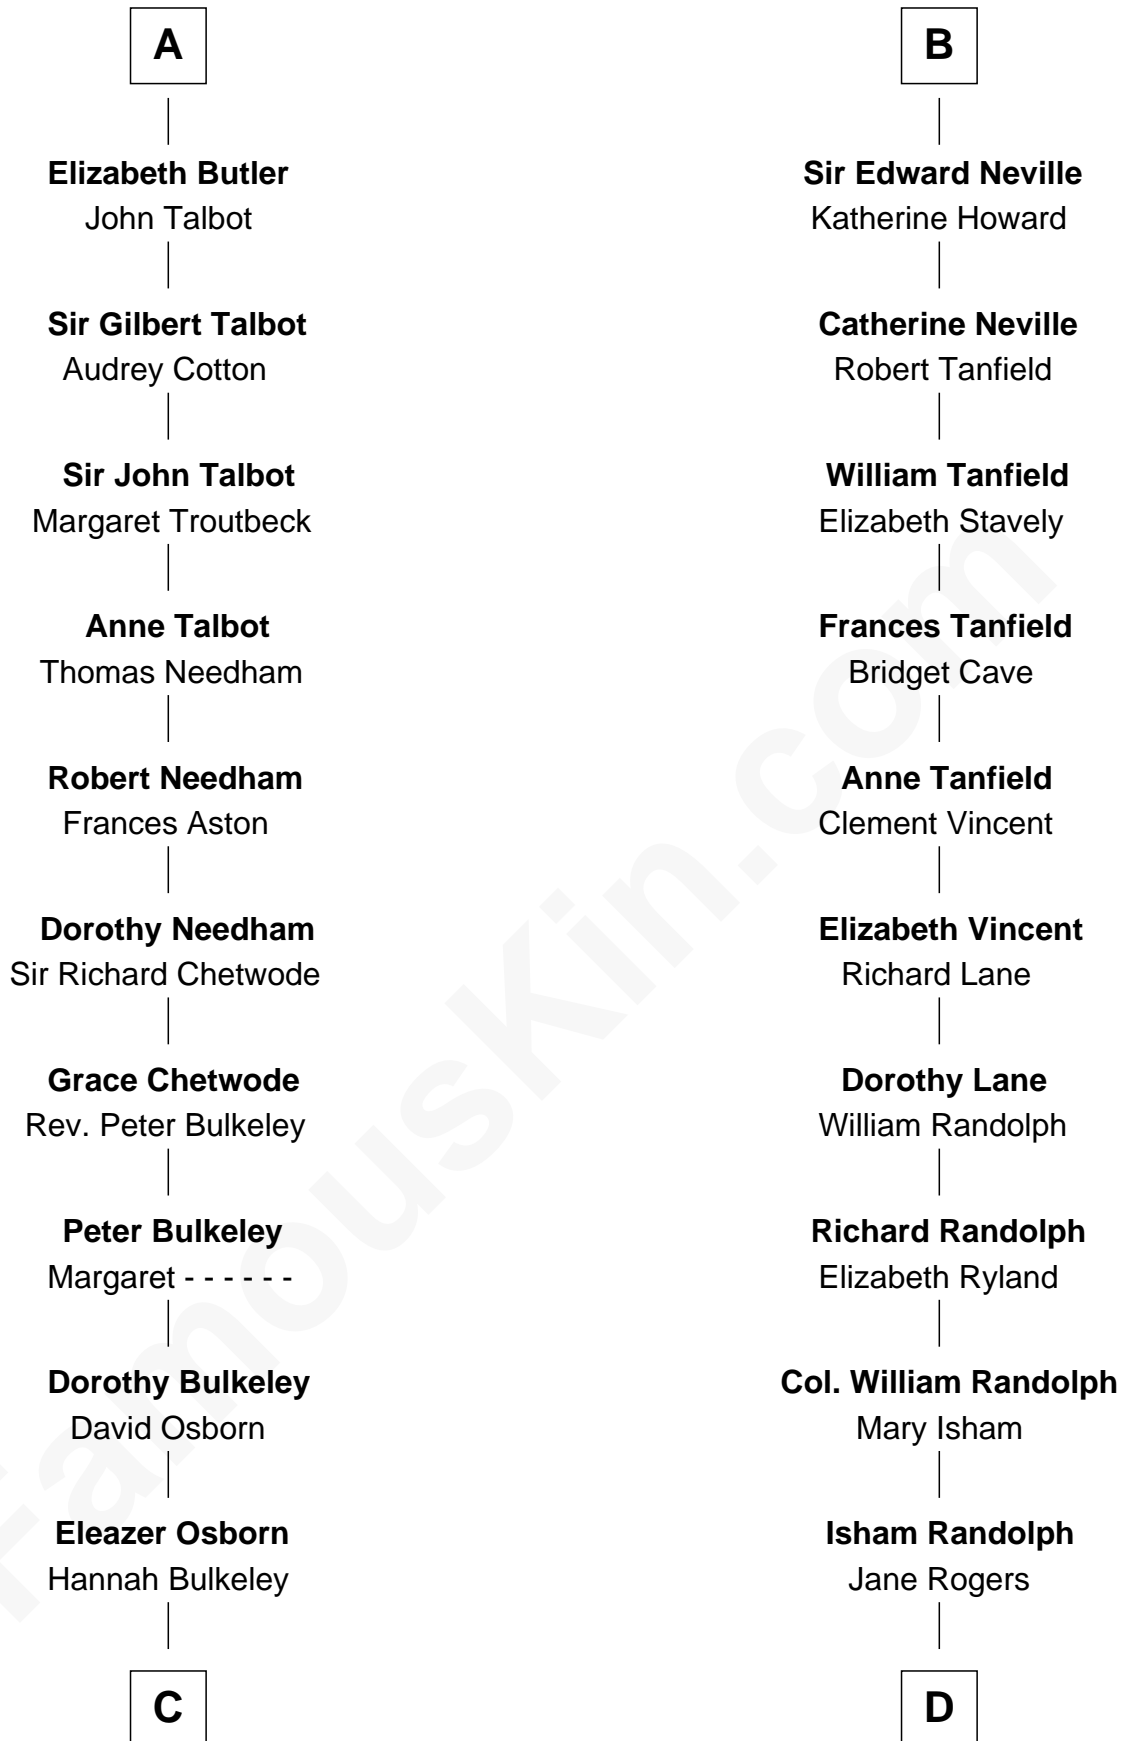 A
Elizabeth Butler
John Talbot
Sir Gilbert Talbot
Audrey Cotton
Sir John Talbot
Margaret Troutbeck
Anne Talbot
Thomas Needham
Robert Needham
Frances Aston
Dorothy Needham
Sir Richard Chetwode
Grace Chetwode
Rev. Peter Bulkeley
Peter Bulkeley
Margaret - - - - - -
Dorothy Bulkeley
David Osborn
Eleazer Osborn
Hannah Bulkeley
C
B
Sir Edward Neville
Katherine Howard
Catherine Neville
Robert Tanfield
William Tanfield
Elizabeth Stavely
Frances Tanfield
Bridget Cave
Anne Tanfield
Clement Vincent
Elizabeth Vincent
Richard Lane
Dorothy Lane
William Randolph
Richard Randolph
Elizabeth Ryland
Col. William Randolph
Mary Isham
Isham Randolph
Jane Rogers
D
FamousKin.com